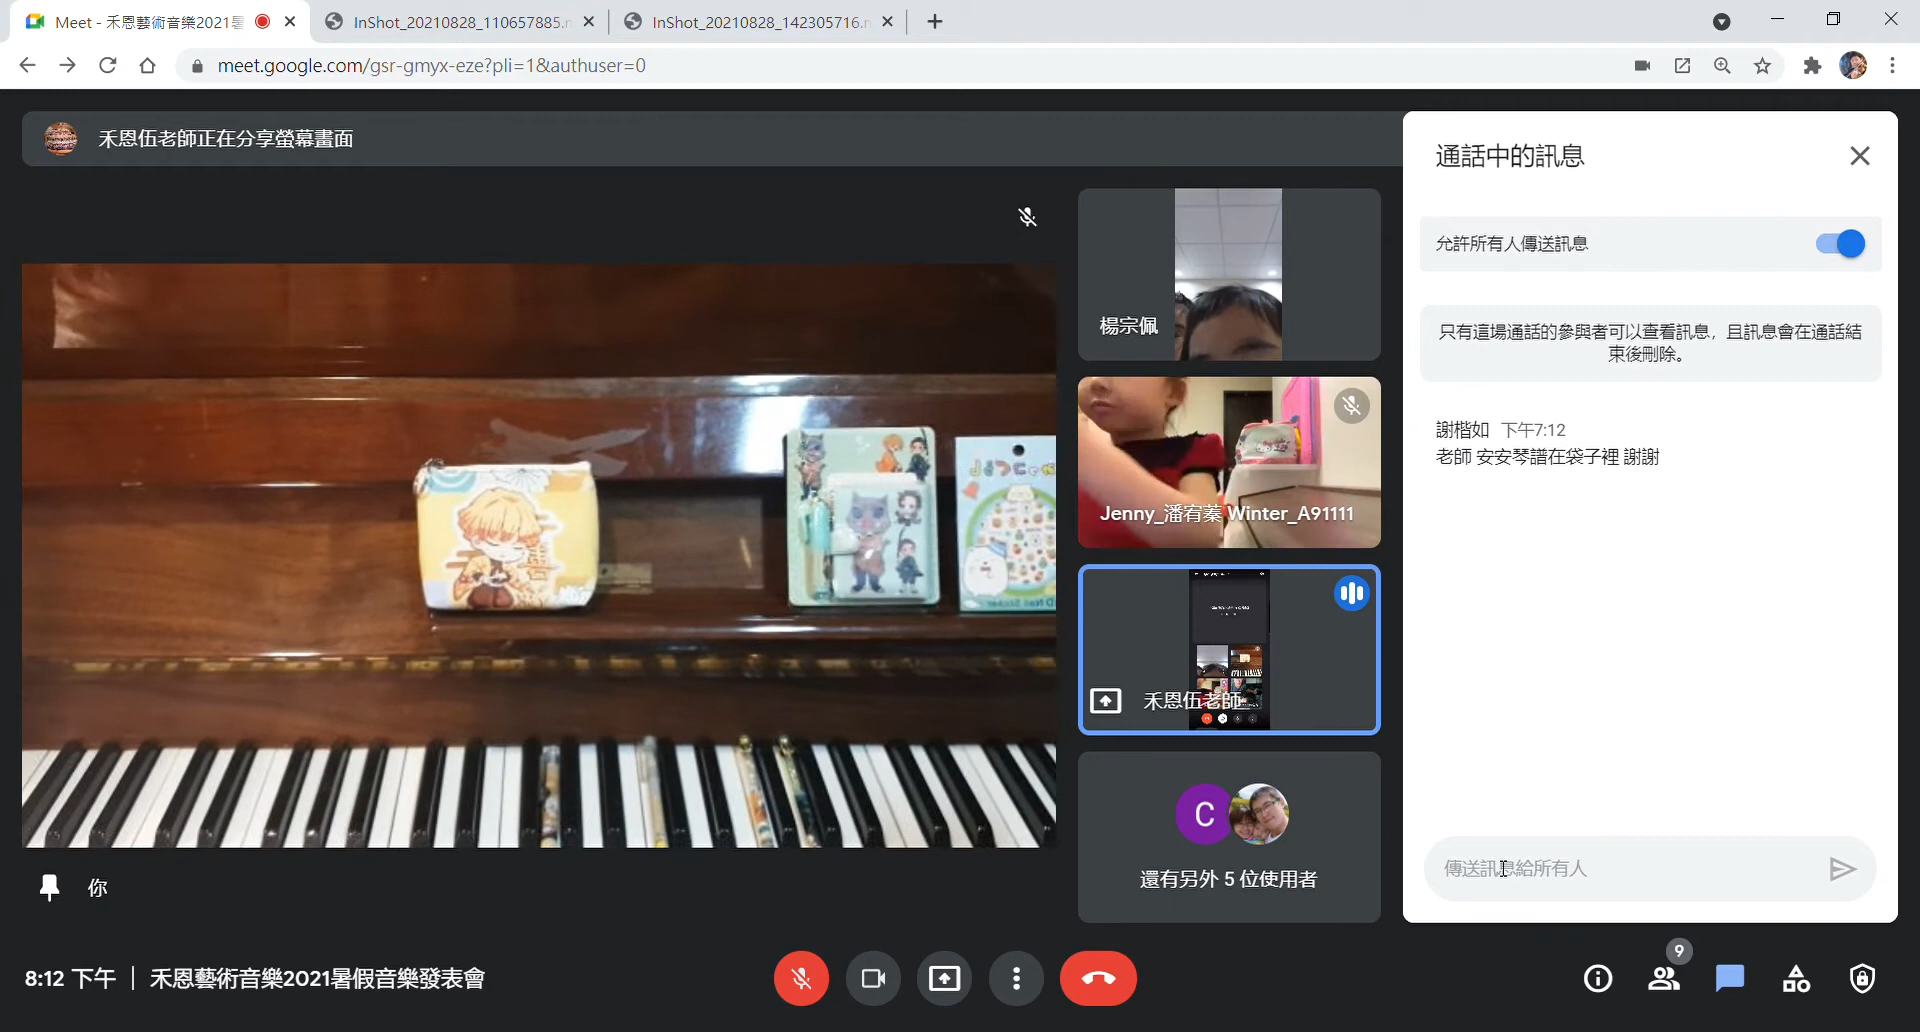 Meet - 禾恩藝術音樂2021暑
InShot_20210828_110657885.m
InShot_20210828_142305716.m
meet.google.com/gsr-gmyx-eze?pli=1&authuser=0
禾恩伍老師正在分享螢幕畫面
楊宗佩
Jenny_潘宥蓁 Winter_A91111
禾恩伍老師
C
還有另外 5 位使用者
你
通話中的訊息
允許所有人傳送訊息
只有這場通話的參與者可以查看訊息，且訊息會在通話結
束後刪除。
謝楷如 下午7:12
老師 安安琴譜在袋子裡 謝謝
傳送訊息給所有人
8:12 下午 | 禾恩藝術音樂2021暑假音樂發表會
9